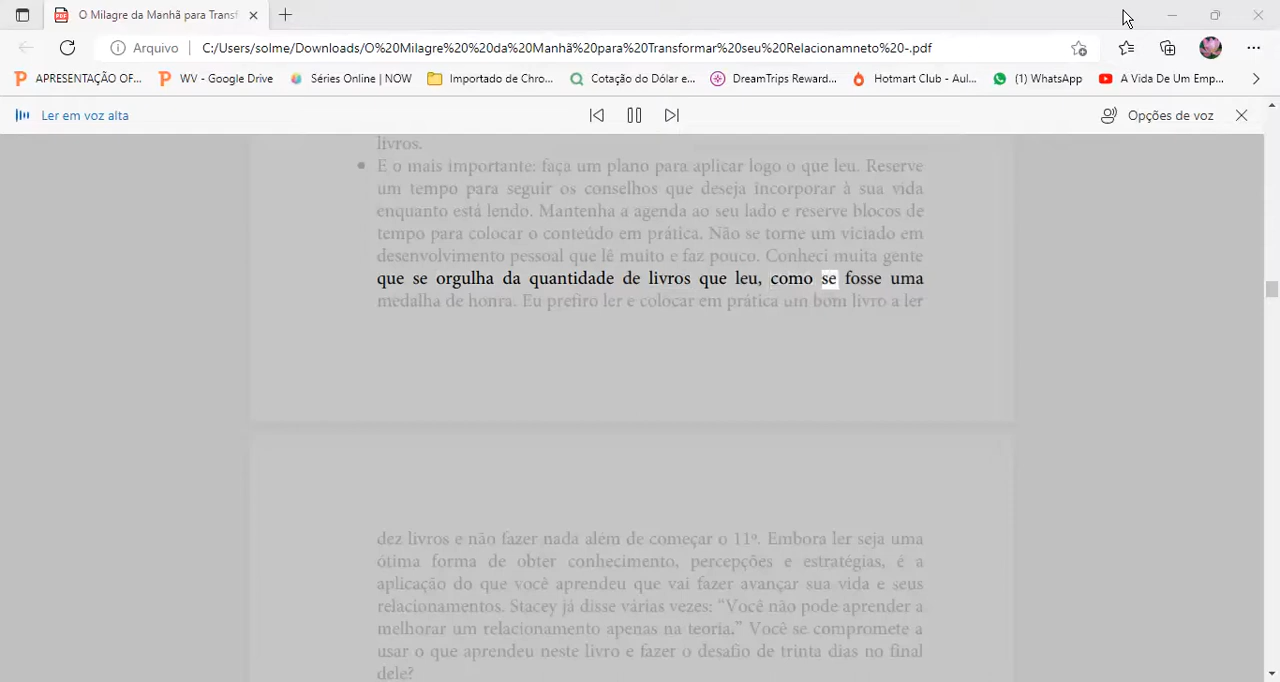 O Milagre da Manhã para Transf
Arquivo
C:/Users/solme/Downloads/O%20Milagre%20%20da%20Manhã%20para%20Transformar%20seu%20Relacionamneto%20-.pdf
APRESENTAÇÃO OF...
WV - Google Drive
Séries Online | NOW
Importado de Chro...
Cotação do Dólar e...
DreamTrips Reward...
Hotmart Club - Aul...
(1) WhatsApp
A Vida De Um Emp...
Ler em voz alta
Opções de voz
livros.
• E o mais importante: faça um plano para aplicar logo o que leu. Reserve
um tempo para seguir os conselhos que deseja incorporar à sua vida
enquanto está lendo. Mantenha a agenda ao seu lado e reserve blocos de
tempo para colocar o conteúdo em prática. Não se torne um viciado em
desenvolvimento pessoal que lê muito e faz pouco. Conheci muita gente
que se orgulha da quantidade de livros que leu, como se fosse uma
medalha de honra. Eu prefiro ler e colocar em prática um bom livro a ler
dez livros e não fazer nada além de começar o 11º. Embora ler seja uma
ótima forma de obter conhecimento, percepções e estratégias, é a
aplicação do que você aprendeu que vai fazer avançar sua vida e seus
relacionamentos. Stacey já disse várias vezes: “Você não pode aprender a
melhorar um relacionamento apenas na teoria.” Você se compromete a
usar o que aprendeu neste livro e fazer o desafio de trinta dias no final
dele?